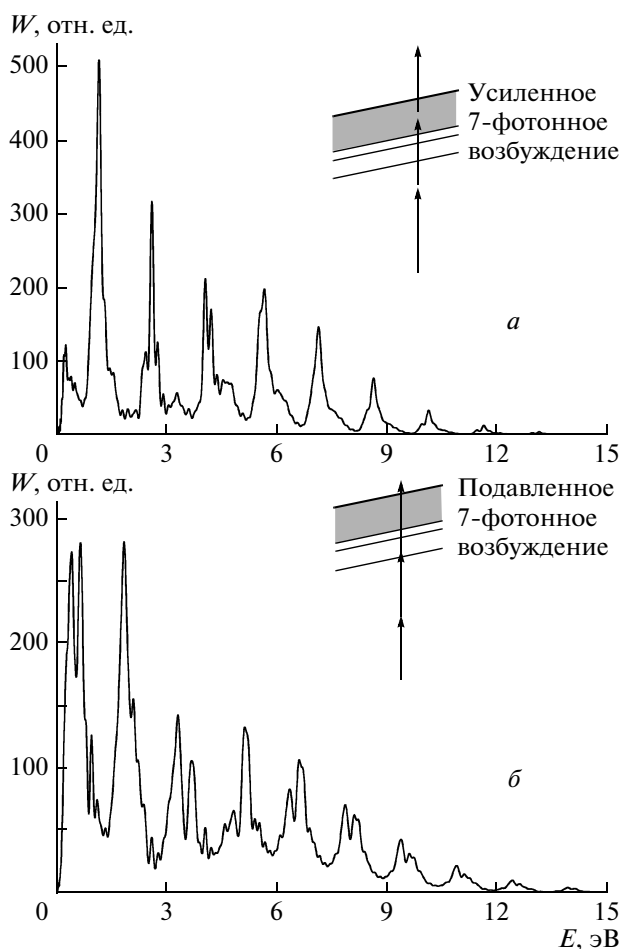 W, отн. ед.
500
400
300
200
100
0
3
6
9
12
15
Усиленное
7-фотонное
возбуждение
а
W, отн. ед.
300
200
100
0
3
6
9
12
15
E, эВ
Подавленное
7-фотонное
возбуждение
б